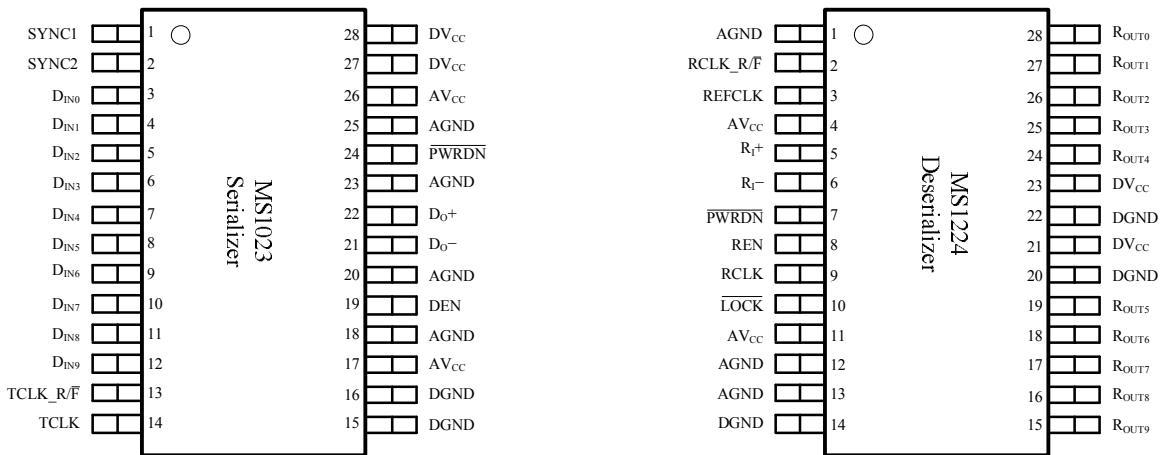 SYNC1 1 28 DVCC
SYNC2 2 27 DVCC
DIN0 3 26 AVCC
DIN1 4 25 AGND
DIN2 5 24 P̅W̅R̅D̅N̅
DIN3 6 23 AGND
DIN4 7 22 DO+
DIN5 8 21 DO−
DIN6 9 20 AGND
DIN7 10 19 DEN
DIN8 11 18 AGND
DIN9 12 17 AVCC
TCLK_R/F̅ 13 16 DGND
TCLK 14 15 DGND
MS1023
Serializer
AGND 1 28 ROUT0
RCLK_R/F̅ 2 27 ROUT1
REFCLK 3 26 ROUT2
AVCC 4 25 ROUT3
RI+ 5 24 ROUT4
RI− 6 23 DVCC
P̅W̅R̅D̅N̅ 7 22 DGND
REN 8 21 DVCC
RCLK 9 20 DGND
L̅O̅C̅K̅ 10 19 ROUT5
AVCC 11 18 ROUT6
AGND 12 17 ROUT7
AGND 13 16 ROUT8
DGND 14 15 ROUT9
MS1224
Deserializer